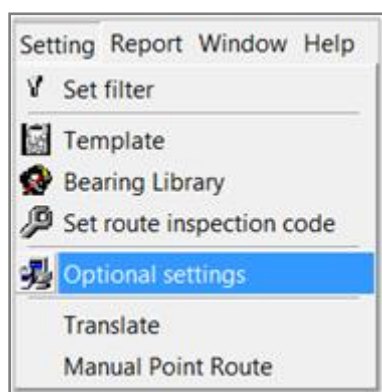 Setting Report Window Help
Set filter
Template
Bearing Library
Set route inspection code
Optional settings
Translate
Manual Point Route